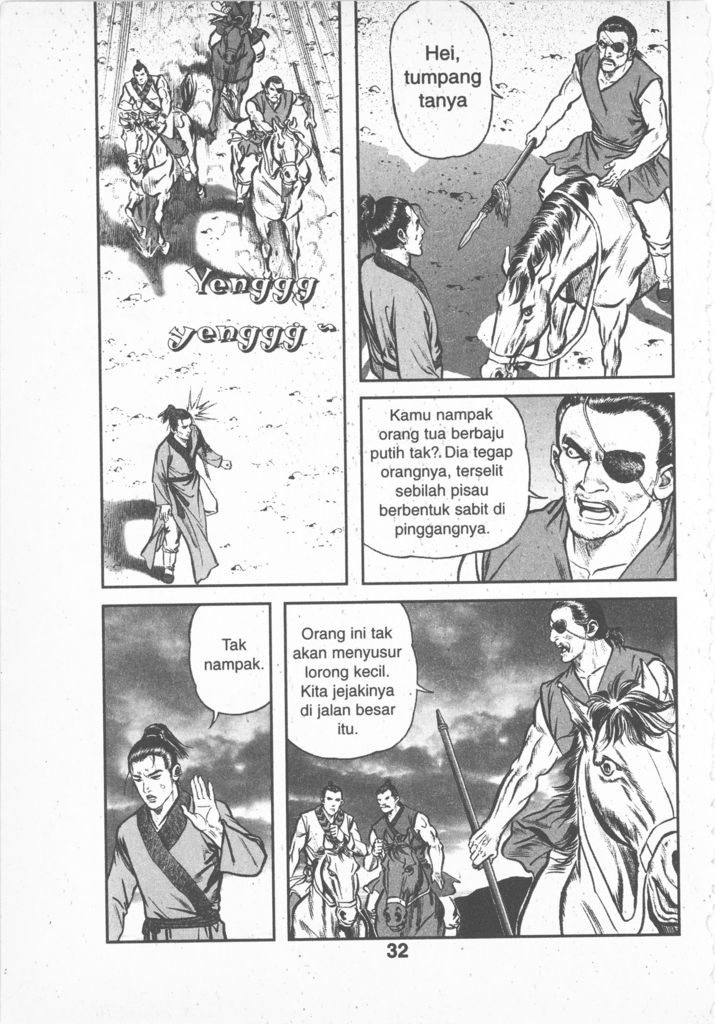 Yenggg
yenggg
Hei,
tumpang
tanya
Kamu nampak
orang tua berbaju
putih tak?. Dia tegap
orangnya, terselit
sebilah pisau
berbentuk sabit di
pinggangnya.
Tak
nampak.
Orang ini tak
akan menyusur
lorong kecil.
Kita jejakinya
di jalan besar
itu.
32